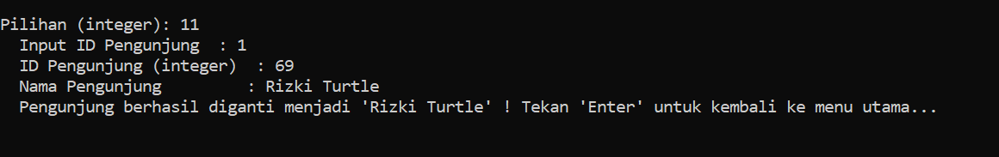 Pilihan (integer): 11
Input ID Pengunjung : 1
ID Pengunjung (integer) : 69
Nama Pengunjung : Rizki Turtle
Pengunjung berhasil diganti menjadi 'Rizki Turtle' ! Tekan 'Enter' untuk kembali ke menu utama...